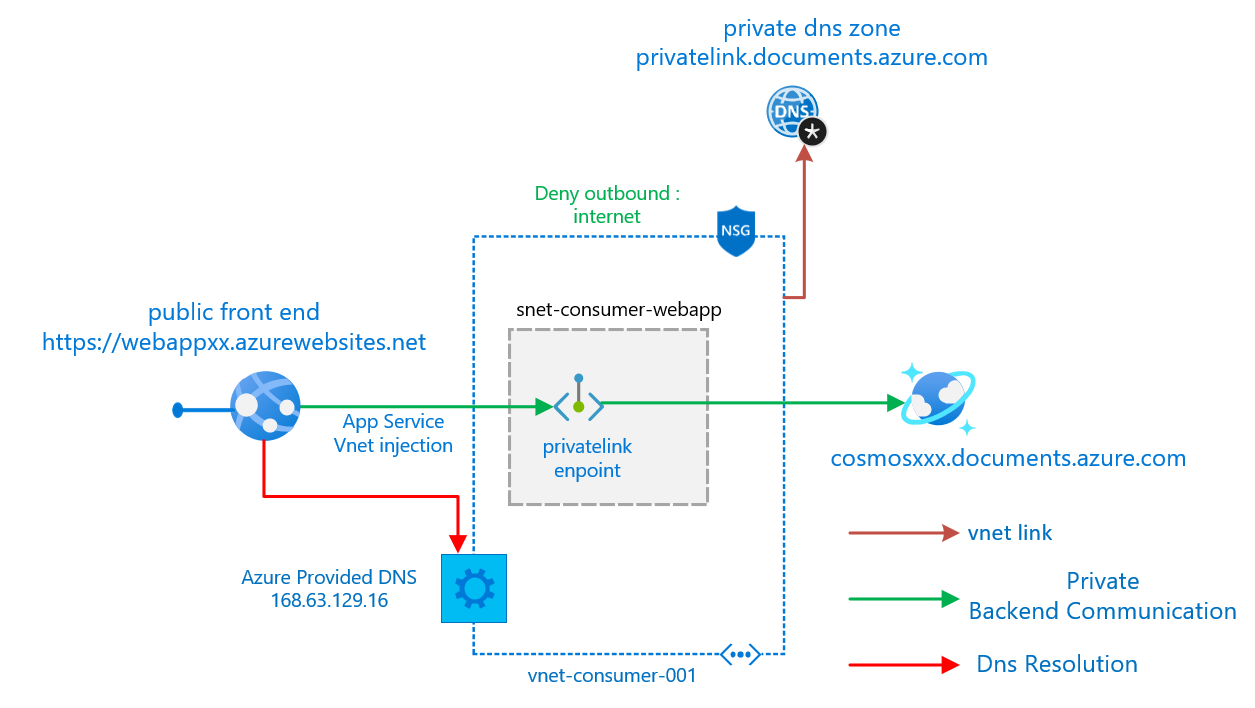 private dns zone
privatelink.documents.azure.com
DNS
Deny outbound :
internet
NSG
snet-consumer-webapp
public front end
https://webappxx.azurewebsites.net
App Service
Vnet injection
privatelink
enpoint
cosmosxxx.documents.azure.com
vnet link
Azure Provided DNS
168.63.129.16
Private
Backend Communication
Dns Resolution
vnet-consumer-001